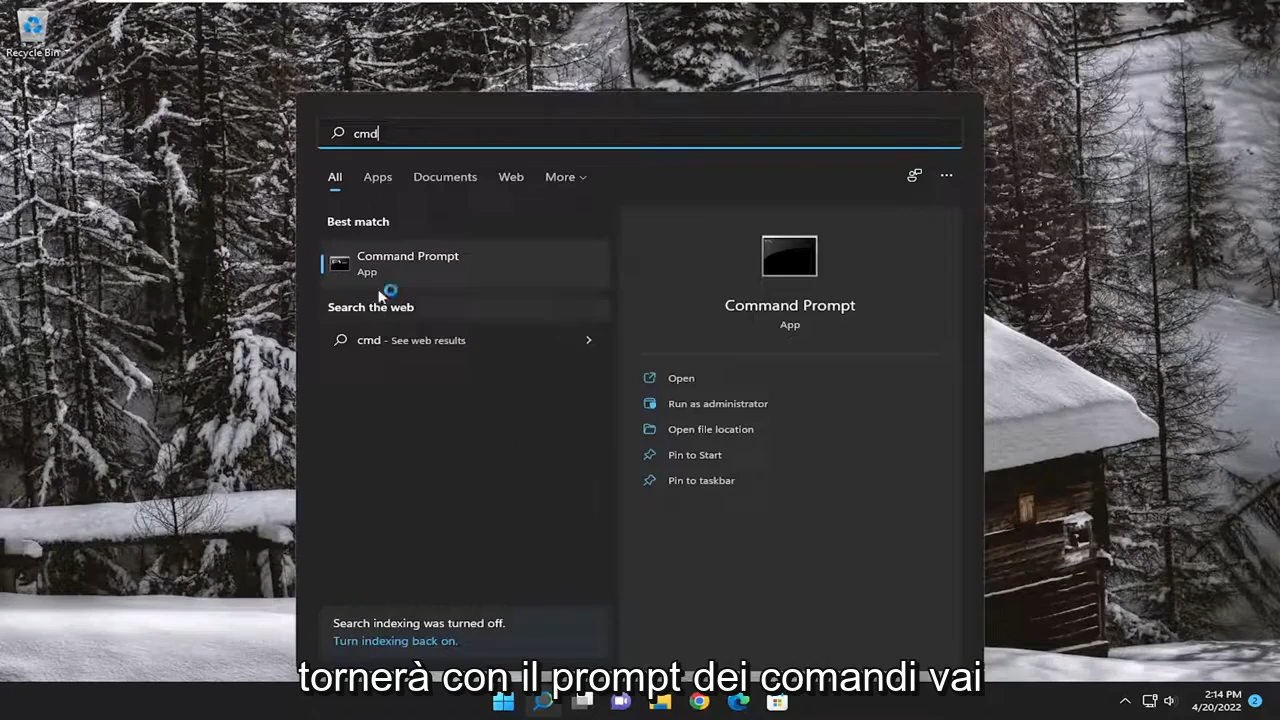 Recycle Bin
cmd
All Apps Documents Web More
Best match
Command Prompt
App
Search the web
cmd - See web results
Command Prompt
App
Open
Run as administrator
Open file location
Pin to Start
Pin to taskbar
Search indexing was turned off.
Turn indexing back on.
tornerà con il prompt dei comandi vai
2:14 PM
4/20/2022
2